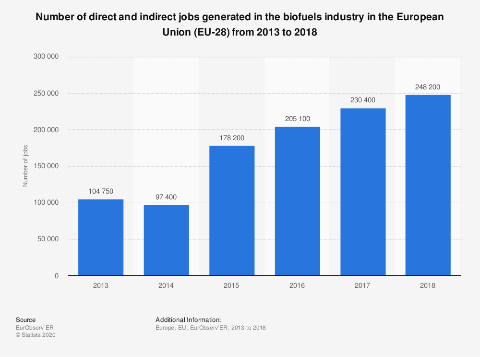 Number of direct and indirect jobs generated in the biofuels industry in the European
Union (EU-28) from 2013 to 2018
300 000
250 000
200 000
150 000
100 000
50 000
0
Number of jobs
104 750
97 400
178 200
205 100
230 400
248 200
2013
2014
2015
2016
2017
2018
Source
EurObserv'ER
© Statista 2020
Additional Information:
Europe; EU; EurObserv'ER; 2013 to 2018